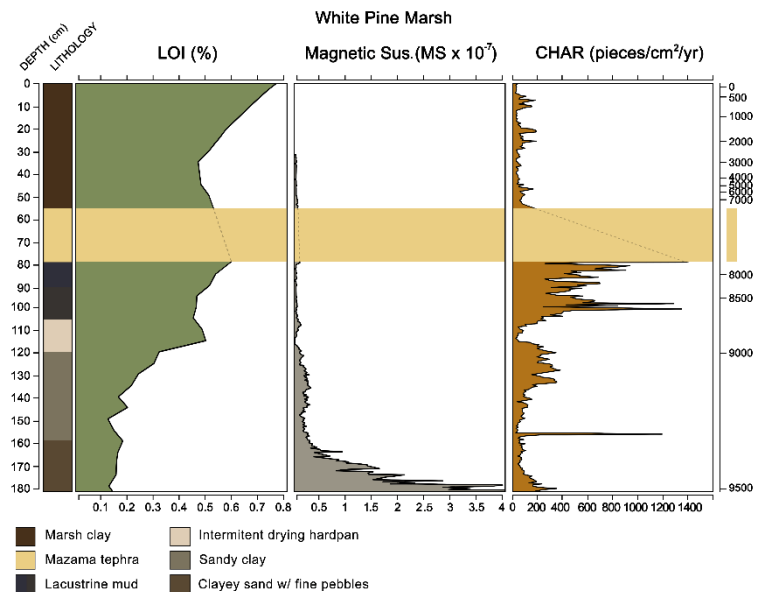 White Pine Marsh
DEPTH (cm)
LITHOLOGY
LOI (%)
Magnetic Sus.(MS x 10-7)
CHAR (pieces/cm2/yr)
0
10
20
30
40
50
60
70
80
90
100
110
120
130
140
150
160
170
180
0
500
1000
2000
3000
4000
5000
6000
7000
8000
8500
9000
9500
0.1 0.2 0.3 0.4 0.5 0.6 0.7 0.8
0.5 1 1.5 2 2.5 3 3.5 4
0 200 400 600 800 1000 1200 1400
Marsh clay
Mazama tephra
Lacustrine mud
Intermitent drying hardpan
Sandy clay
Clayey sand w/ fine pebbles